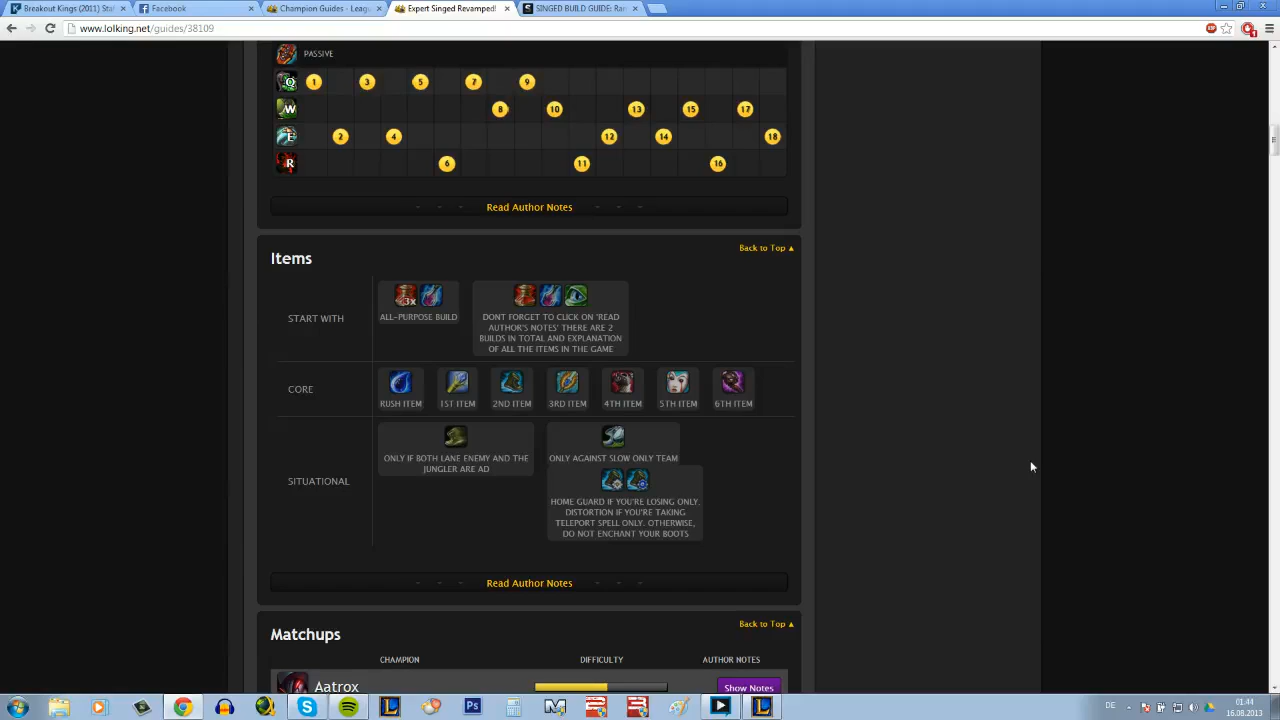 Breakout Kings (2011) Staf
Facebook
Champion Guides - Leagu
Expert Singed Revamped!
SINGED BUILD GUIDE: Ran
www.lolking.net/guides/38109
PASSIVE
Q 1 3 5 7 9
W 8 10 13 15 17
E 2 4 12 14 18
R 6 11 16
- - - Read Author Notes - - -
Back to Top ▲
Items
START WITH
3x
ALL-PURPOSE BUILD
DONT FORGET TO CLICK ON 'READ
AUTHOR'S NOTES' THERE ARE 2
BUILDS IN TOTAL AND EXPLANATION
OF ALL THE ITEMS IN THE GAME
CORE
RUSH ITEM 1ST ITEM 2ND ITEM 3RD ITEM 4TH ITEM 5TH ITEM 6TH ITEM
SITUATIONAL
ONLY IF BOTH LANE ENEMY AND THE
JUNGLER ARE AD
ONLY AGAINST SLOW ONLY TEAM
HOME GUARD IF YOU'RE LOSING ONLY.
DISTORTION IF YOU'RE TAKING
TELEPORT SPELL ONLY. OTHERWISE,
DO NOT ENCHANT YOUR BOOTS
- - - Read Author Notes - - -
Back to Top ▲
Matchups
CHAMPION DIFFICULTY AUTHOR NOTES
Aatrox Show Notes
DE
01:44
16.08.2013